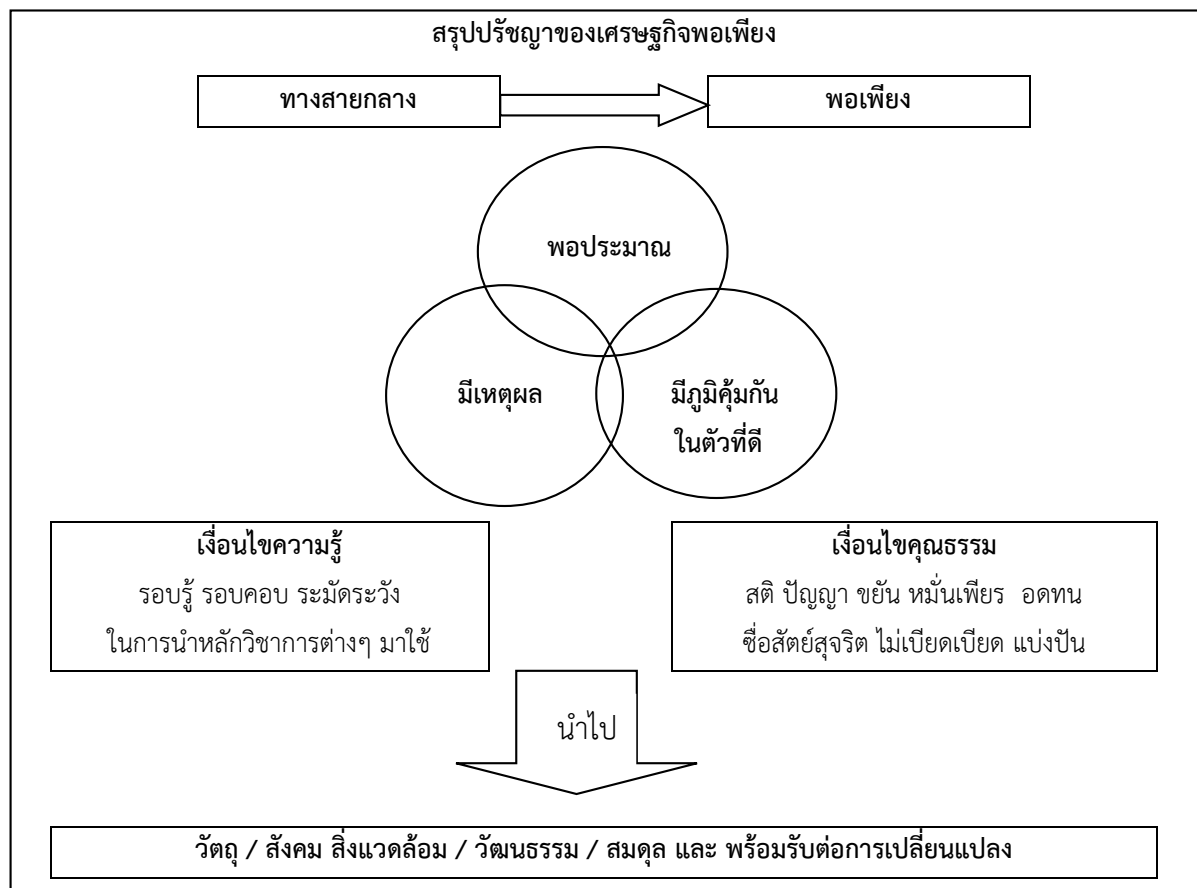 สรุปปรัชญาของเศรษฐกิจพอเพียง
ทางสายกลาง
พอเพียง
พอประมาณ
มีเหตุผล
มีภูมิคุ้มกัน
ในตัวที่ดี
เงื่อนไขความรู้
รอบรู้ รอบคอบ ระมัดระวัง
ในการนำหลักวิชาการต่างๆ มาใช้
เงื่อนไขคุณธรรม
สติ ปัญญา ขยัน หมั่นเพียร อดทน
ซื่อสัตย์สุจริต ไม่เบียดเบียด แบ่งปัน
นำไป
วัตถุ / สังคม สิ่งแวดล้อม / วัฒนธรรม / สมดุล และ พร้อมรับต่อการเปลี่ยนแปลง